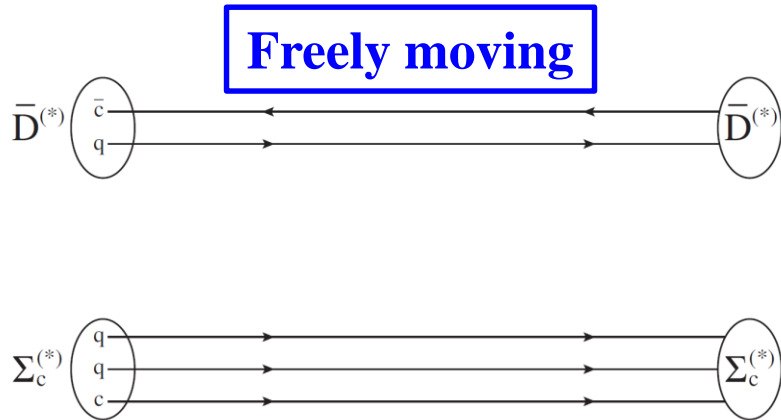 Freely moving
D̅(*) c̅ D̅(*)
q
q
Σc(*) q Σc(*)
c